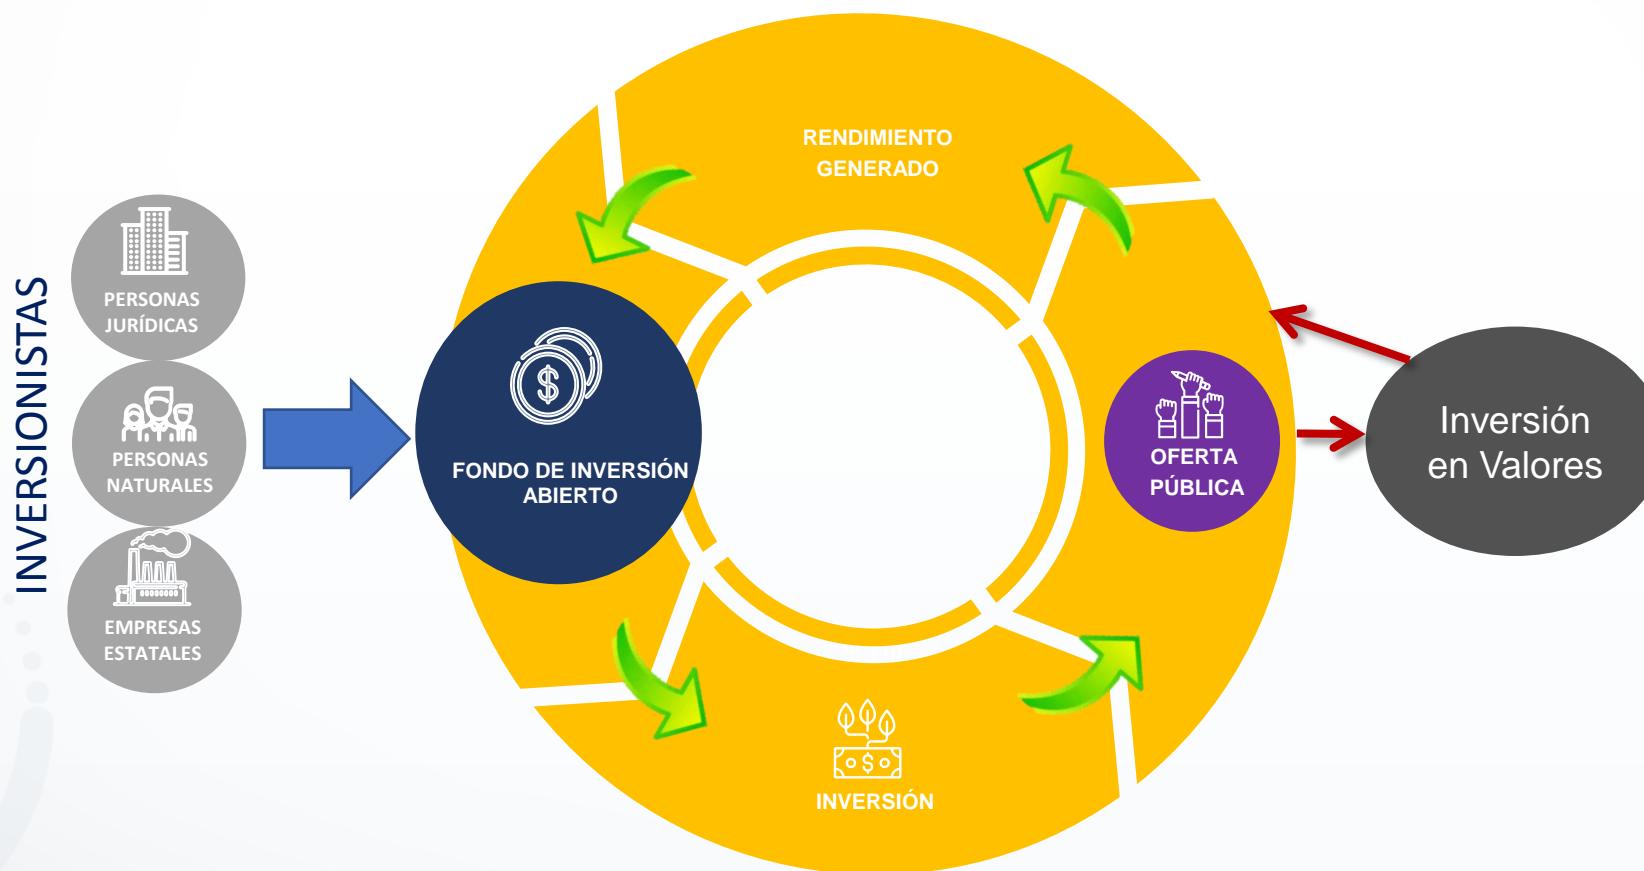 INVERSIONISTAS
PERSONAS
JURÍDICAS
PERSONAS
NATURALES
EMPRESAS
ESTATALES
FONDO DE INVERSIÓN
ABIERTO
$
RENDIMIENTO
GENERADO
INVERSIÓN
$
OFERTA
PÚBLICA
Inversión
en Valores